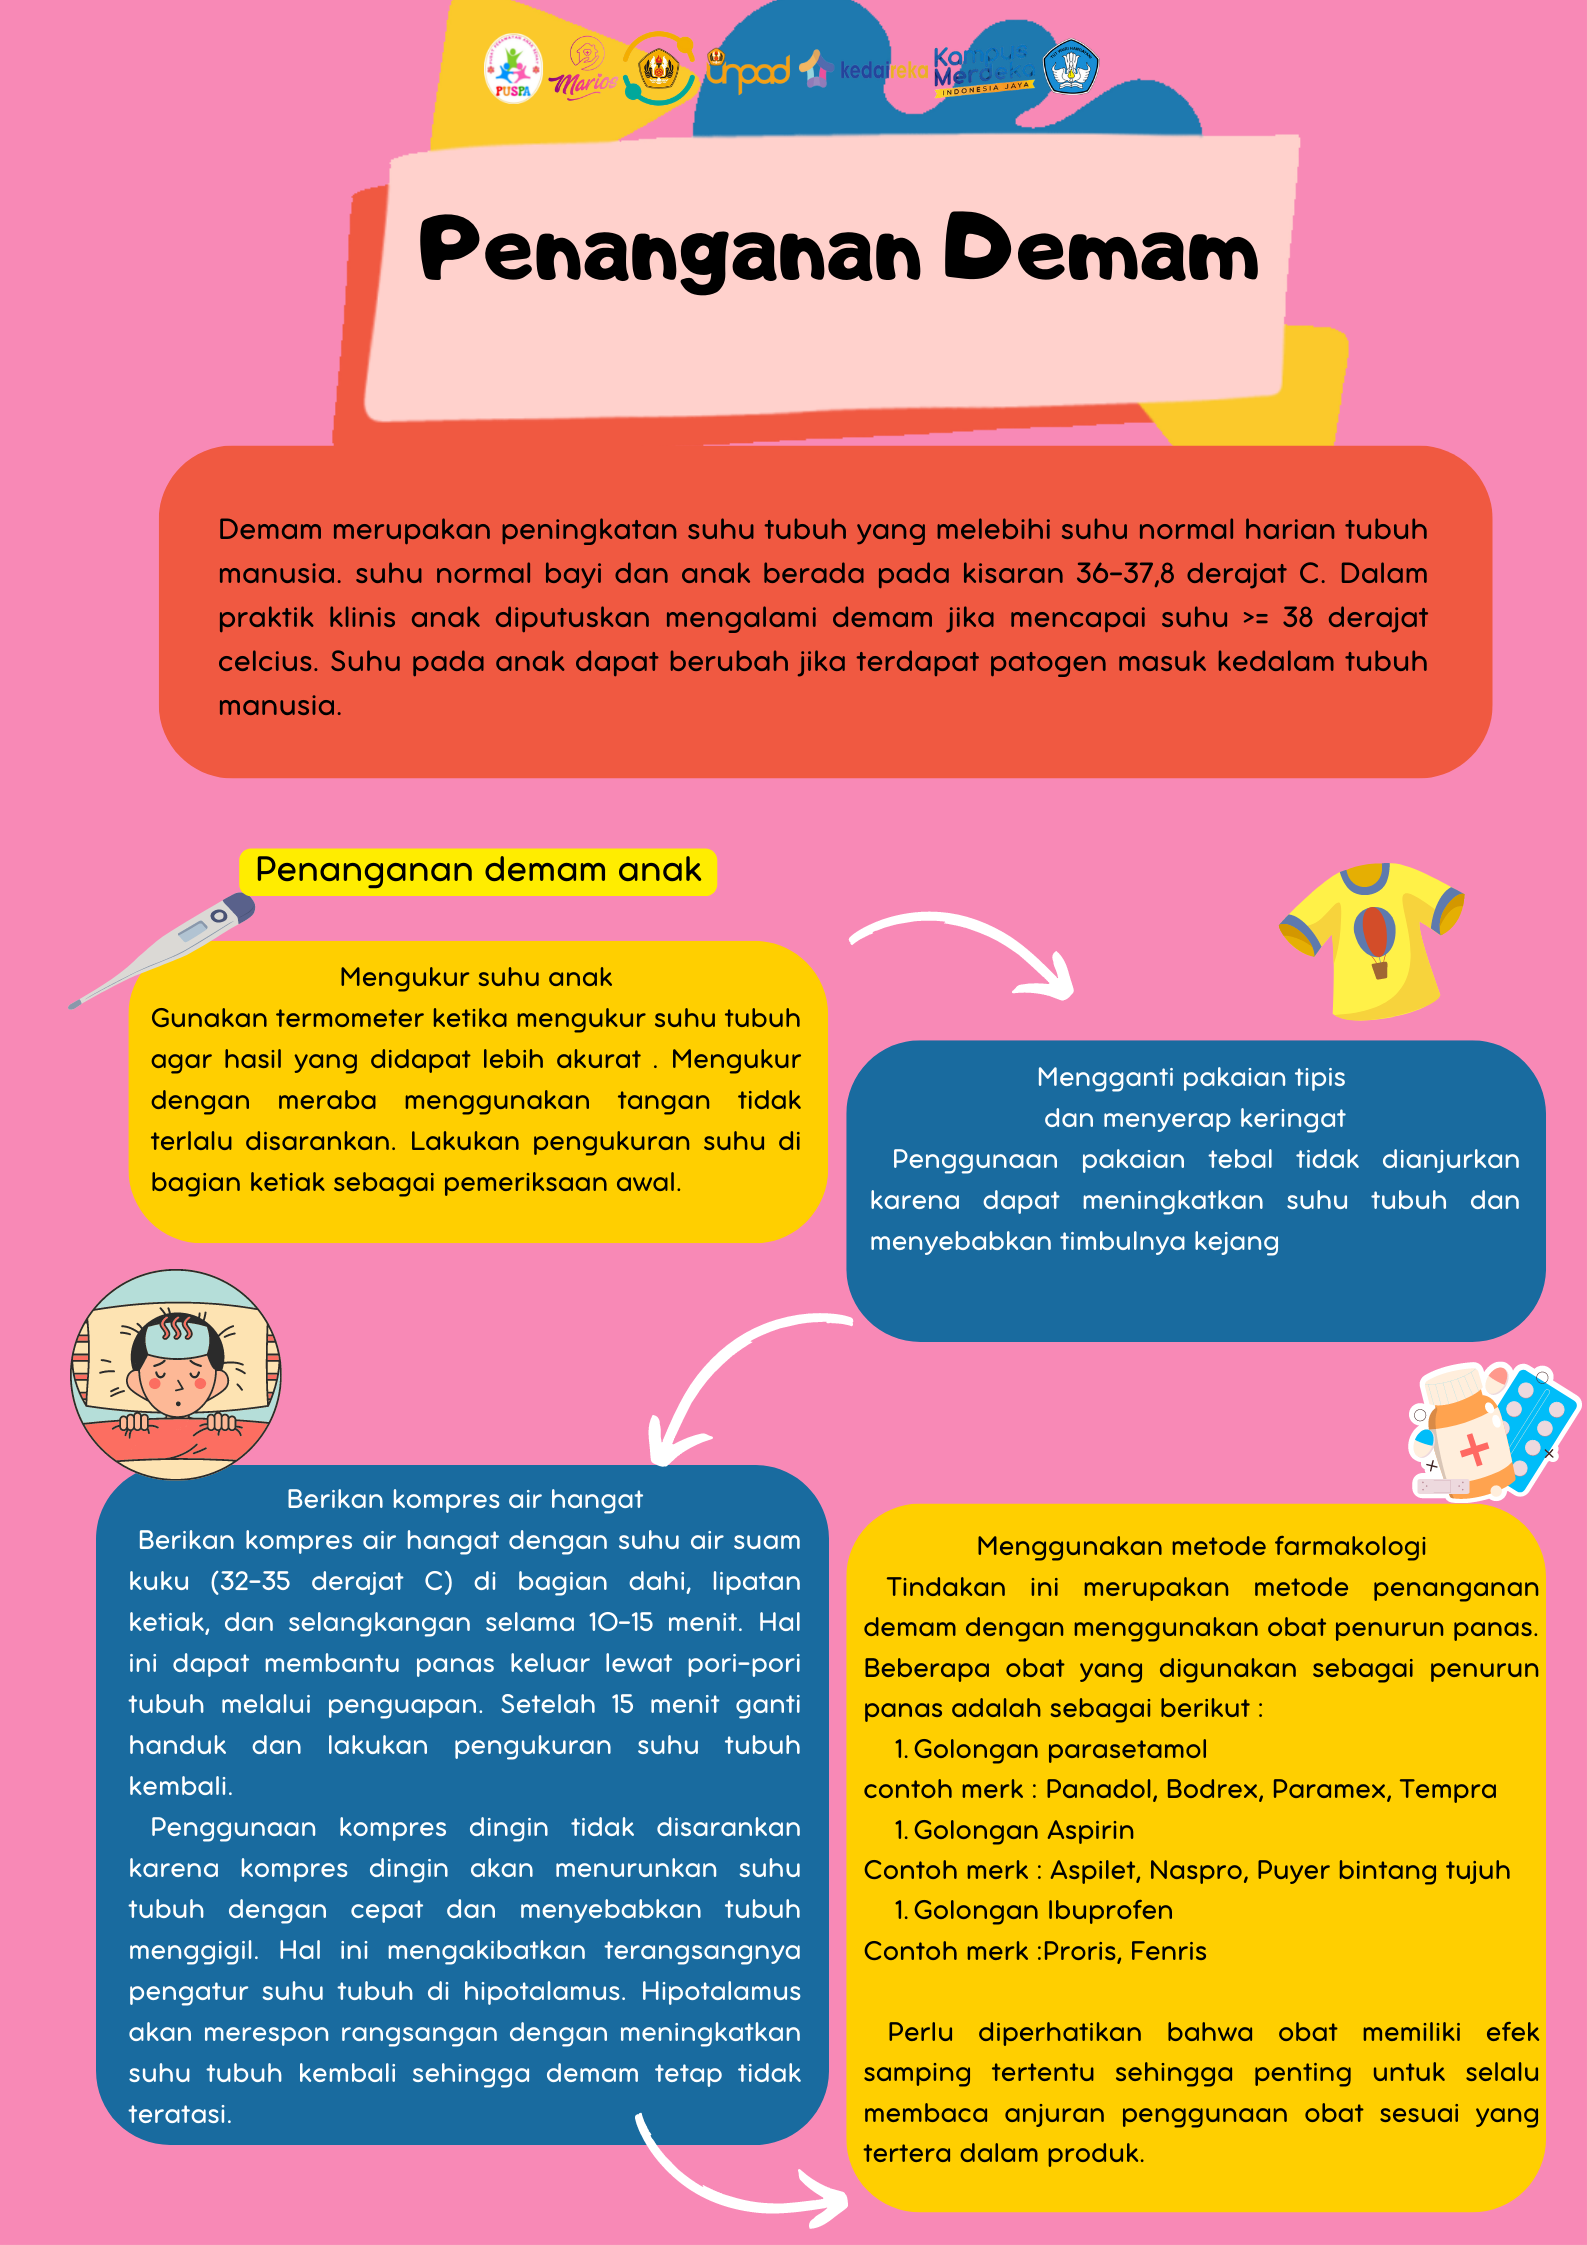 PUSPA
Marios
unpad
kedaireka
Kampus
Merdeka
INDONESIA JAYA
Penanganan Demam
Demam merupakan peningkatan suhu tubuh yang melebihi suhu normal harian tubuh
manusia. suhu normal bayi dan anak berada pada kisaran 36-37,8 derajat C. Dalam
praktik klinis anak diputuskan mengalami demam jika mencapai suhu >= 38 derajat
celcius. Suhu pada anak dapat berubah jika terdapat patogen masuk kedalam tubuh
manusia.
Penanganan demam anak
Mengukur suhu anak
Gunakan termometer ketika mengukur suhu tubuh
agar hasil yang didapat lebih akurat . Mengukur
dengan meraba menggunakan tangan tidak
terlalu disarankan. Lakukan pengukuran suhu di
bagian ketiak sebagai pemeriksaan awal.
Mengganti pakaian tipis
dan menyerap keringat
Penggunaan pakaian tebal tidak dianjurkan
karena dapat meningkatkan suhu tubuh dan
menyebabkan timbulnya kejang
Berikan kompres air hangat
Berikan kompres air hangat dengan suhu air suam
kuku (32-35 derajat C) di bagian dahi, lipatan
ketiak, dan selangkangan selama 10-15 menit. Hal
ini dapat membantu panas keluar lewat pori-pori
tubuh melalui penguapan. Setelah 15 menit ganti
handuk dan lakukan pengukuran suhu tubuh
kembali.
Penggunaan kompres dingin tidak disarankan
karena kompres dingin akan menurunkan suhu
tubuh dengan cepat dan menyebabkan tubuh
menggigil. Hal ini mengakibatkan terangsangnya
pengatur suhu tubuh di hipotalamus. Hipotalamus
akan merespon rangsangan dengan meningkatkan
suhu tubuh kembali sehingga demam tetap tidak
teratasi.
Menggunakan metode farmakologi
Tindakan ini merupakan metode penanganan
demam dengan menggunakan obat penurun panas.
Beberapa obat yang digunakan sebagai penurun
panas adalah sebagai berikut :
1. Golongan parasetamol
contoh merk : Panadol, Bodrex, Paramex, Tempra
1. Golongan Aspirin
Contoh merk : Aspilet, Naspro, Puyer bintang tujuh
1. Golongan Ibuprofen
Contoh merk :Proris, Fenris
Perlu diperhatikan bahwa obat memiliki efek
samping tertentu sehingga penting untuk selalu
membaca anjuran penggunaan obat sesuai yang
tertera dalam produk.